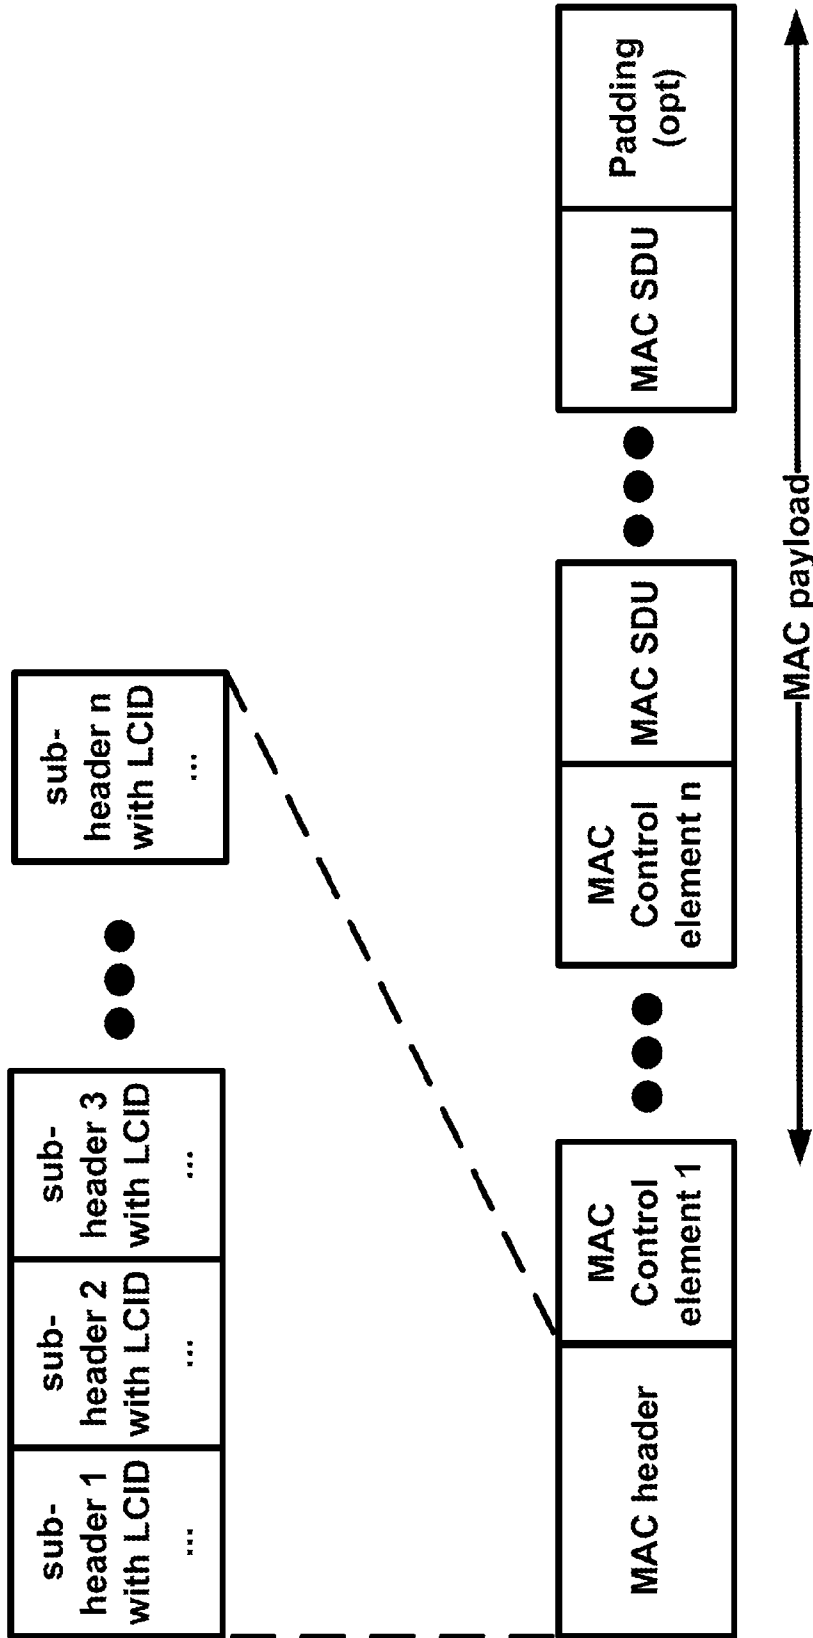 sub-
header 1
with LCID
...
sub-
header 2
with LCID
...
sub-
header 3
with LCID
...
sub-
header n
with LCID
...
MAC header
MAC
Control
element 1
MAC
Control
element n
MAC SDU
MAC SDU
Padding
(opt)
MAC payload